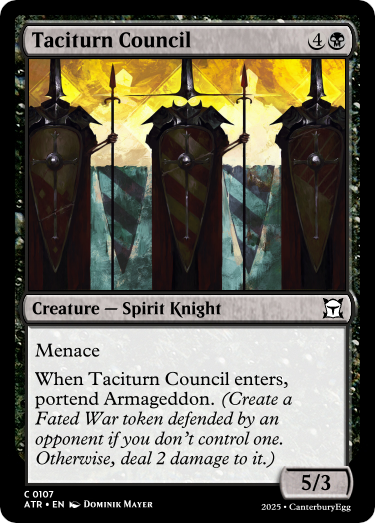 Taciturn Council 4
Creature — Spirit Knight
Menace
When Taciturn Council enters,
portend Armageddon. (Create a
Fated War token defended by an
opponent if you don't control one.
Otherwise, deal 2 damage to it.)
5/3
C 0107
ATR • EN DOMINIK MAYER
2025 • CanterburyEgg